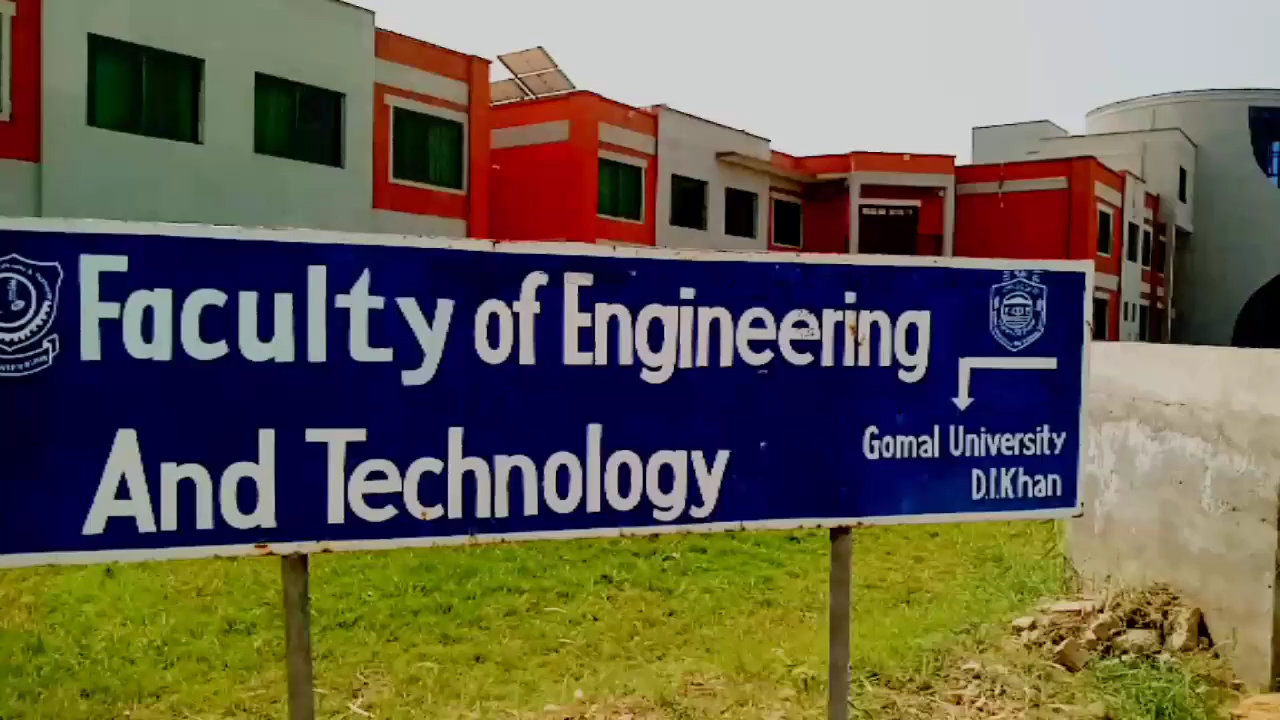 Faculty of Engineering
And Technology
Gomal University
D.I.Khan